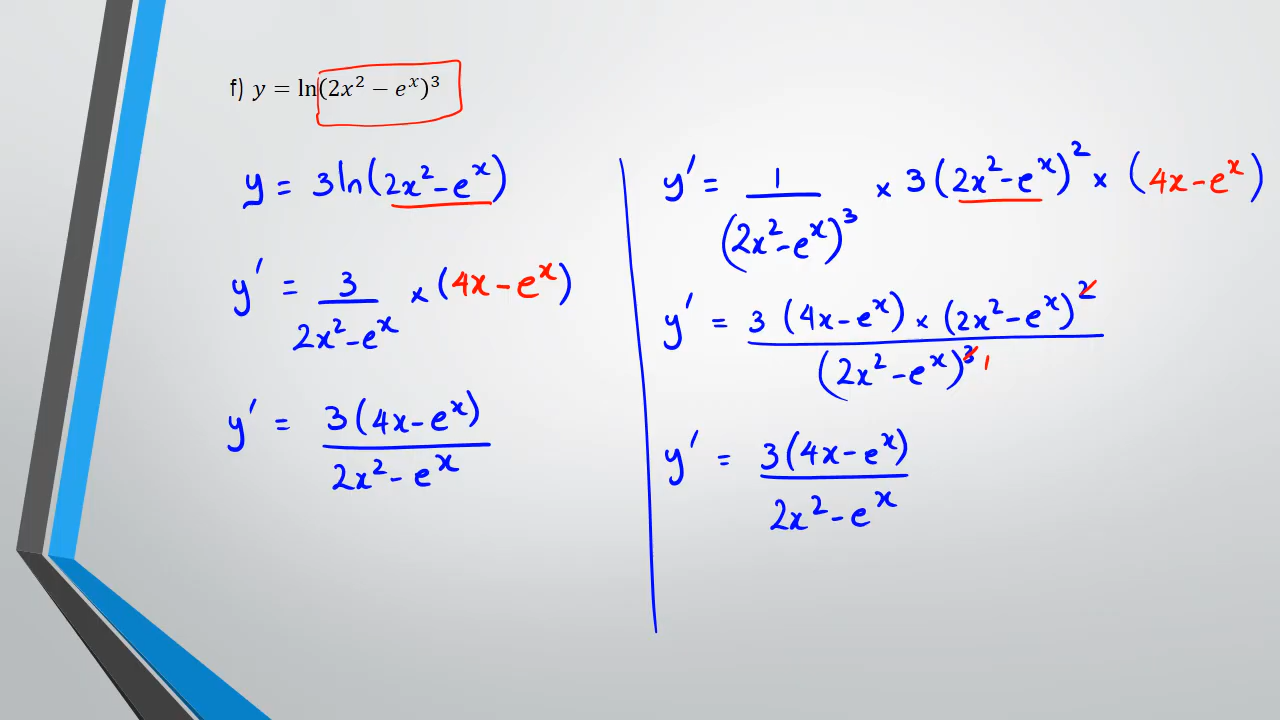 f) y = ln(2x² − eˣ)³
y = 3ln(2x² − eˣ)
y' = 3/(2x² − eˣ) × (4x − eˣ)
y' = 3(4x − eˣ)/(2x² − eˣ)
y' = 1/(2x² − eˣ)³ × 3(2x² − eˣ)² × (4x − eˣ)
y' = 3(4x − eˣ) × (2x² − eˣ)²/(2x² − eˣ)³ 1
y' = 3(4x − eˣ)/(2x² − eˣ)